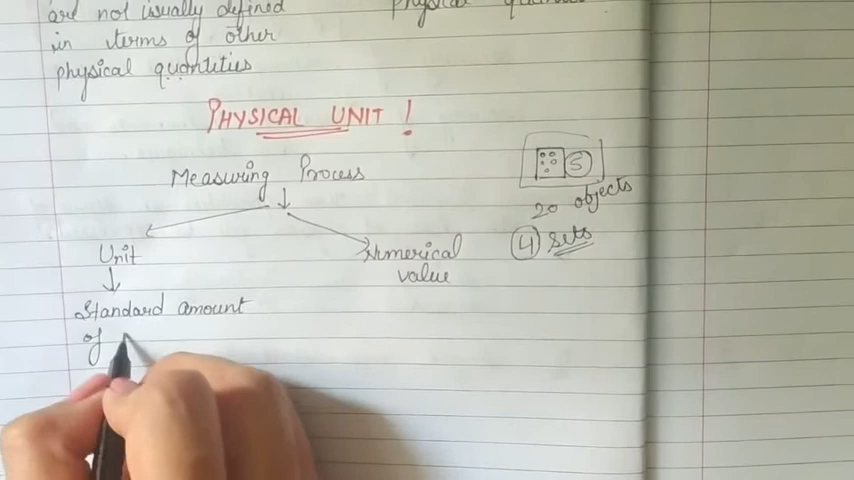 are not usually defined
in terms of other
physical quantities
PHYSICAL UNIT !
Measuring Process
5
20 objects
4 sets
Unit
Numerical
value
Standard amount
of